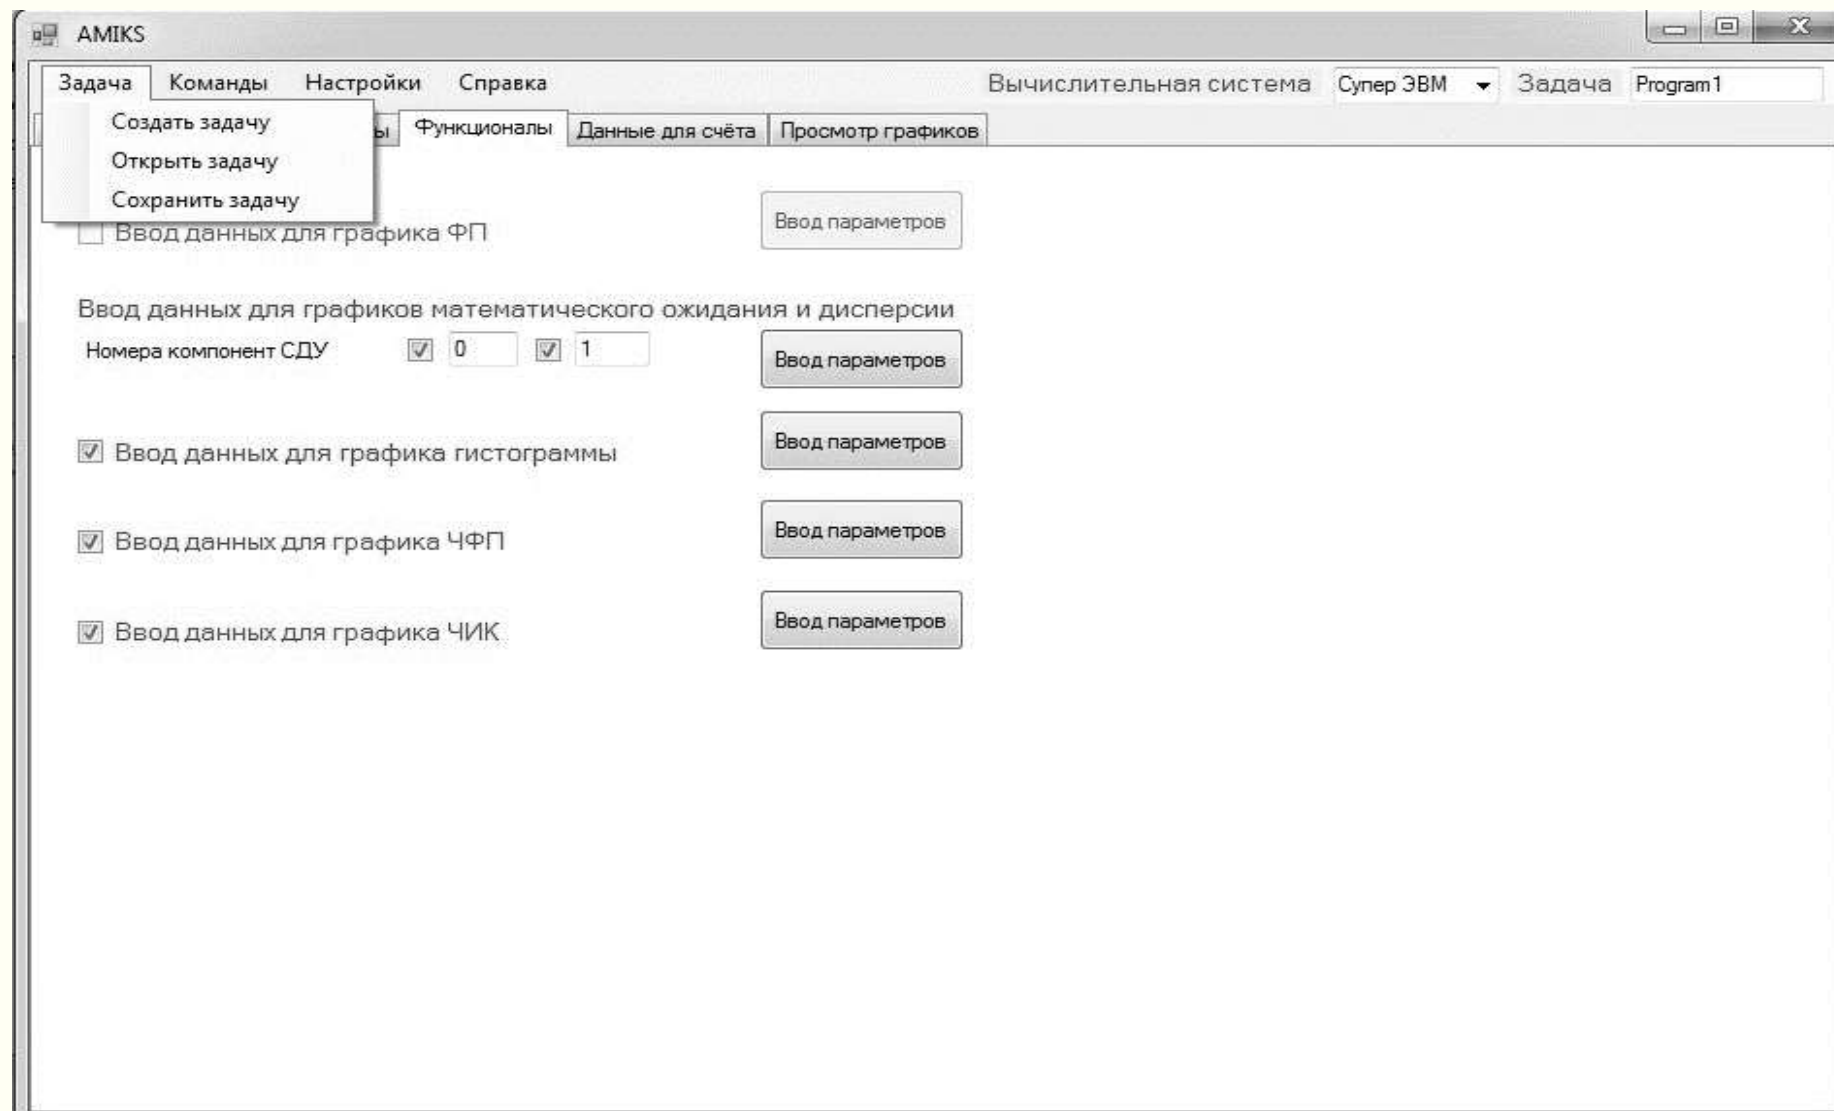 AMIKS
Задача Команды Настройки Справка Вычислительная система Супер ЭВМ Задача Program1
Создать задачу
Функционалы Данные для счёта Просмотр графиков
Открыть задачу
Сохранить задачу
Ввод данных для графика ФП Ввод параметров
Ввод данных для графиков математического ожидания и дисперсии
Номера компонент СДУ 0 1 Ввод параметров
Ввод данных для графика гистограммы Ввод параметров
Ввод данных для графика ЧФП Ввод параметров
Ввод данных для графика ЧИК Ввод параметров